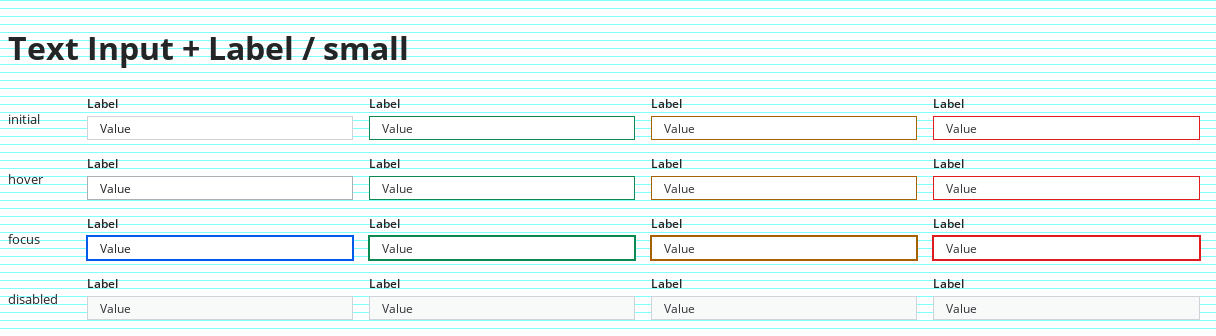 Text Input + Label / small
Label Label Label Label
initial Value Value Value Value
Label Label Label Label
hover Value Value Value Value
Label Label Label Label
focus Value Value Value Value
Label Label Label Label
disabled Value Value Value Value